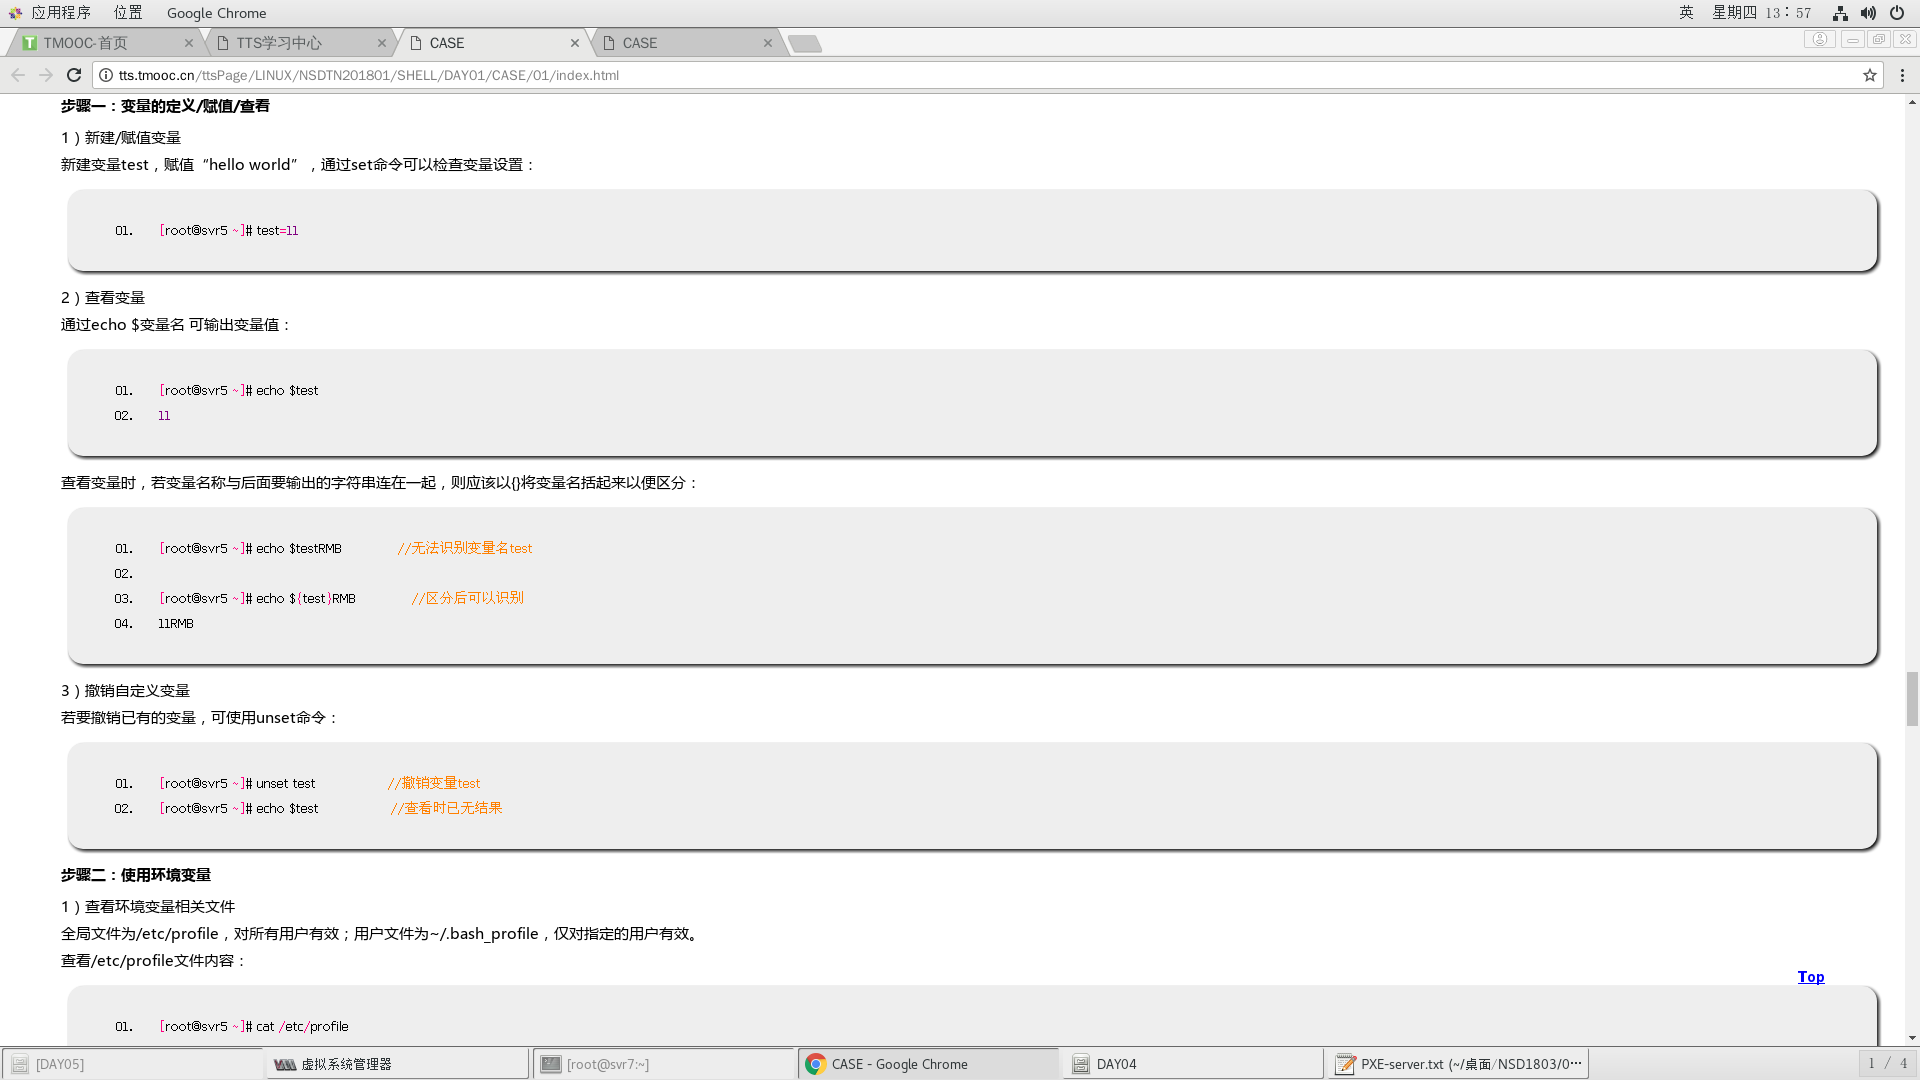 应用程序 位置 Google Chrome 英 星期四 13:57
TMOOC-首页 TTS学习中心 CASE CASE
tts.tmooc.cn/ttsPage/LINUX/NSDTN201801/SHELL/DAY01/CASE/01/index.html
步骤一：变量的定义/赋值/查看
1）新建/赋值变量
新建变量test，赋值“hello world”，通过set命令可以检查变量设置：
01. [root@svr5 ~]# test=11
2）查看变量
通过echo $变量名 可输出变量值：
01. [root@svr5 ~]# echo $test
02. 11
查看变量时，若变量名称与后面要输出的字符串连在一起，则应该以{}将变量名括起来以便区分：
01. [root@svr5 ~]# echo $testRMB //无法识别变量名test
02.
03. [root@svr5 ~]# echo ${test}RMB //区分后可以识别
04. 11RMB
3）撤销自定义变量
若要撤销已有的变量，可使用unset命令：
01. [root@svr5 ~]# unset test //撤销变量test
02. [root@svr5 ~]# echo $test //查看时已无结果
步骤二：使用环境变量
1）查看环境变量相关文件
全局文件为/etc/profile，对所有用户有效；用户文件为~/.bash_profile，仅对指定的用户有效。
查看/etc/profile文件内容：
Top
01. [root@svr5 ~]# cat /etc/profile
[DAY05] 虚拟系统管理器 [root@svr7:~] CASE - Google Chrome DAY04 PXE-server.txt (~/桌面/NSD1803/0··· 1 / 4